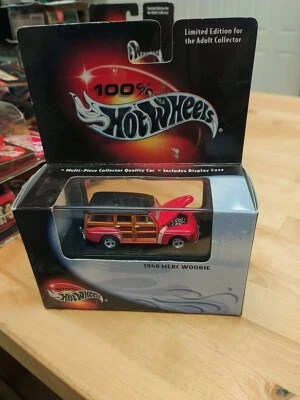 Limited Edition for
the Adult Collector
100%
Hot Wheels
• Multi-Piece Collector Quality Car • Includes Display Case
1948 MERC WOODIE
100%
Hot Wheels